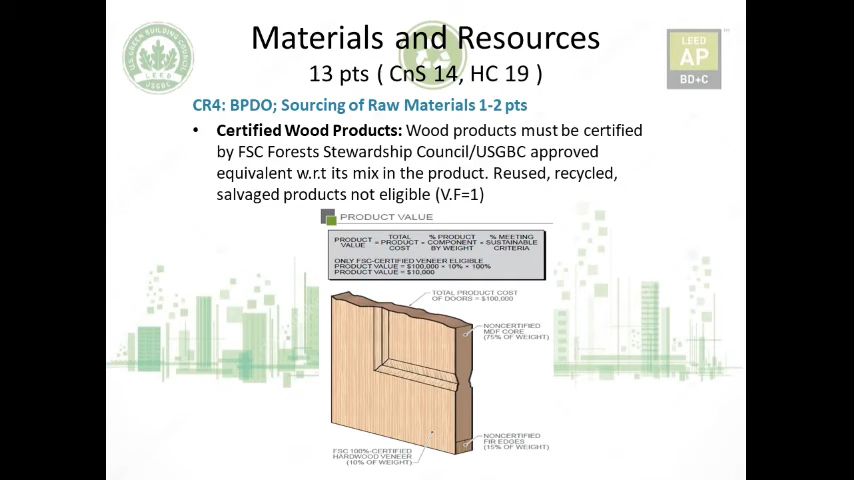 Materials and Resources
13 pts ( CnS 14, HC 19 )
U.S GREEN BUILDING COUNCIL
LEED
USGBC
LEED
AP
BD+C
CR4: BPDO; Sourcing of Raw Materials 1-2 pts
• Certified Wood Products: Wood products must be certified
by FSC Forests Stewardship Council/USGBC approved
equivalent w.r.t its mix in the product. Reused, recycled,
salvaged products not eligible (V.F=1)
PRODUCT VALUE
PRODUCT VALUE = TOTAL PRODUCT COST × % PRODUCT COMPONENT BY WEIGHT × % MEETING SUSTAINABLE CRITERIA
ONLY FSC-CERTIFIED VENEER ELIGIBLE
PRODUCT VALUE = $100,000 × 10% × 100%
PRODUCT VALUE = $10,000
TOTAL PRODUCT COST
OF DOORS = $100,000
NONCERTIFIED
MDF CORE
(75% OF WEIGHT)
NONCERTIFIED
FIR EDGES
(15% OF WEIGHT)
FSC 100%-CERTIFIED
HARDWOOD VENEER
(10% OF WEIGHT)